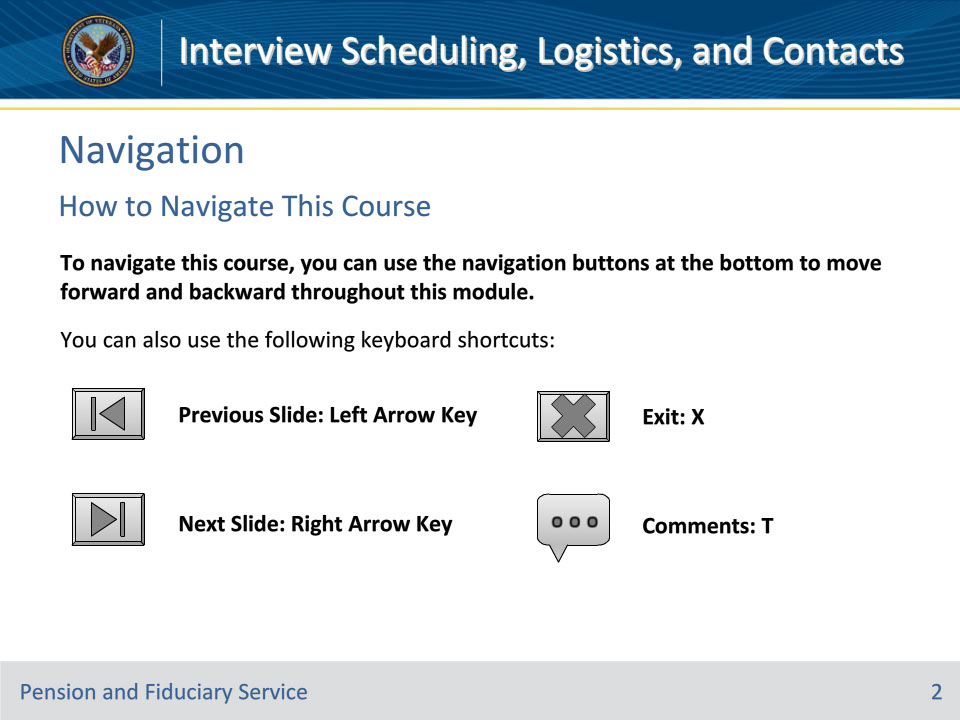 Interview Scheduling, Logistics, and Contacts
Navigation
How to Navigate This Course
To navigate this course, you can use the navigation buttons at the bottom to move
forward and backward throughout this module.
You can also use the following keyboard shortcuts:
Previous Slide: Left Arrow Key
Exit: X
Next Slide: Right Arrow Key
Comments: T
Pension and Fiduciary Service
2